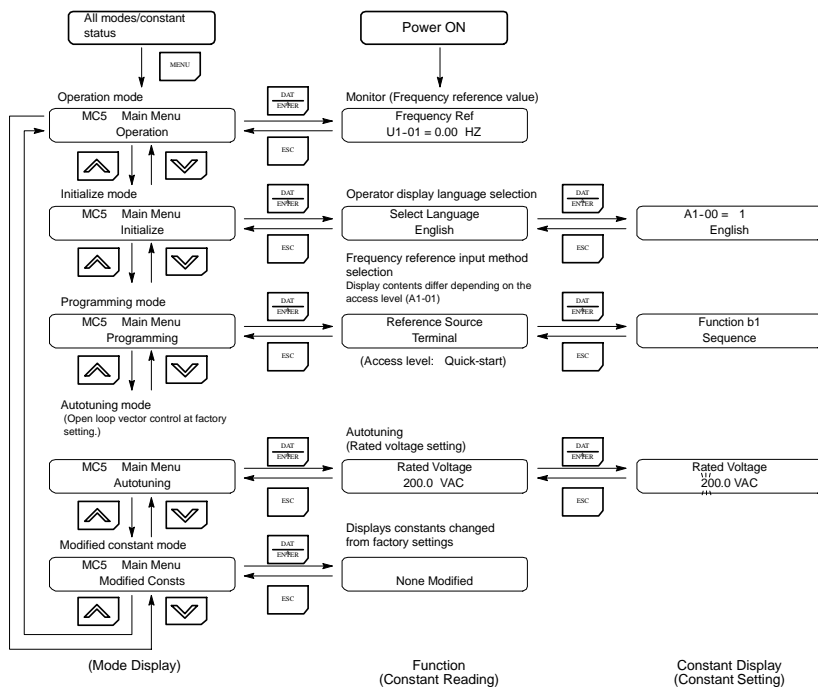 All modes/constant
status
MENU
Power ON
Operation mode
MC5 Main Menu
Operation
DAT
ENTER
ESC
Monitor (Frequency reference value)
Frequency Ref
U1-01 = 0.00 HZ
Initialize mode
MC5 Main Menu
Initialize
DAT
ENTER
ESC
Operator display language selection
Select Language
English
DAT
ENTER
ESC
A1-00 = 1
English
Frequency reference input method
selection
Display contents differ depending on the
access level (A1-01)
Programming mode
MC5 Main Menu
Programming
DAT
ENTER
ESC
Reference Source
Terminal
(Access level: Quick-start)
DAT
ENTER
ESC
Function b1
Sequence
Autotuning mode
(Open loop vector control at factory
setting.)
MC5 Main Menu
Autotuning
DAT
ENTER
ESC
Autotuning
(Rated voltage setting)
Rated Voltage
200.0 VAC
DAT
ENTER
ESC
Rated Voltage
200.0 VAC
Modified constant mode
MC5 Main Menu
Modified Consts
DAT
ENTER
ESC
Displays constants changed
from factory settings
None Modified
(Mode Display)
Function
(Constant Reading)
Constant Display
(Constant Setting)